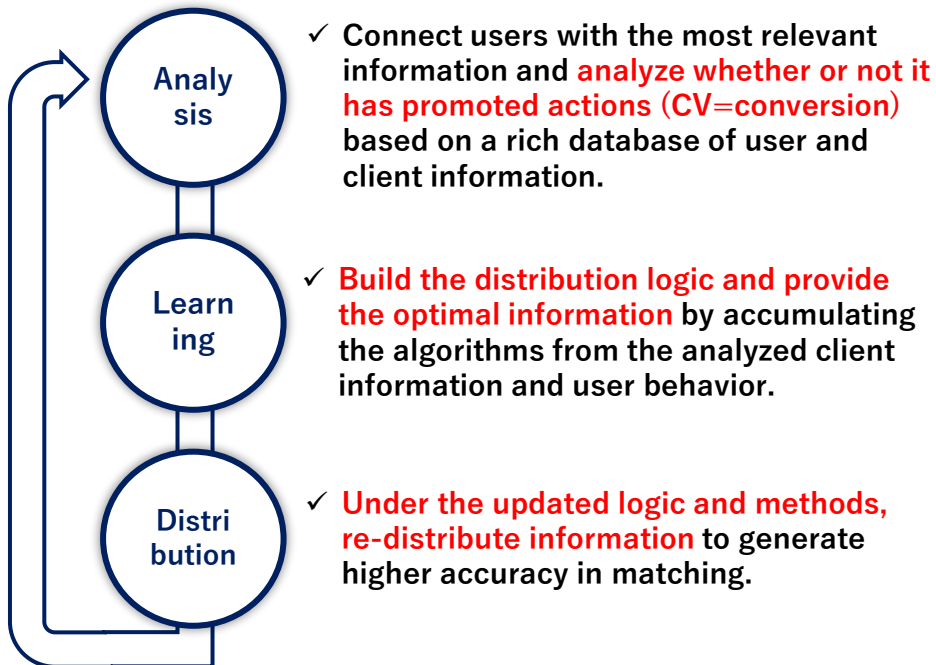 Analy
sis
✓ Connect users with the most relevant
information and analyze whether or not it
has promoted actions (CV=conversion)
based on a rich database of user and
client information.
Learn
ing
✓ Build the distribution logic and provide
the optimal information by accumulating
the algorithms from the analyzed client
information and user behavior.
Distri
bution
✓ Under the updated logic and methods,
re-distribute information to generate
higher accuracy in matching.